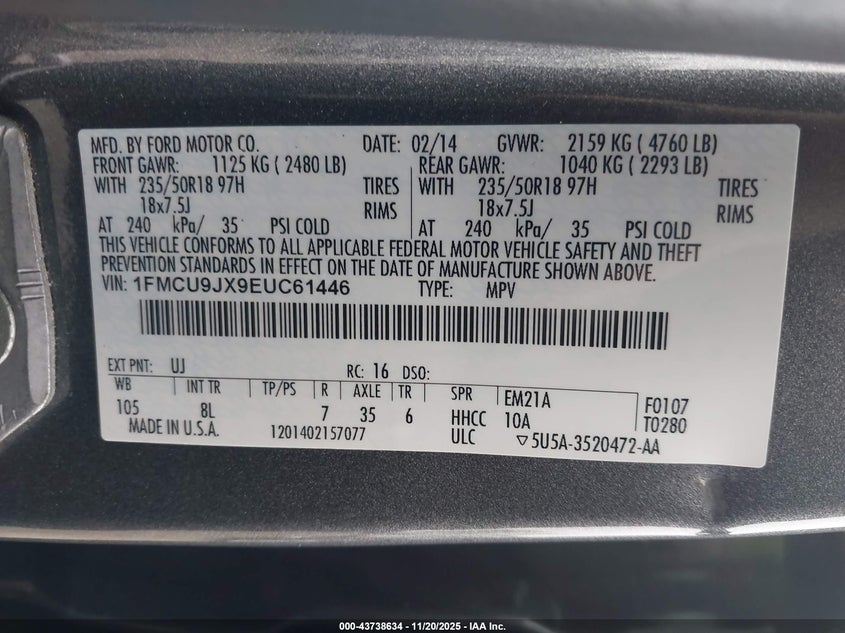 MFD. BY FORD MOTOR CO. DATE: 02/14 GVWR: 2159 KG ( 4760 LB)
FRONT GAWR: 1125 KG ( 2480 LB) REAR GAWR: 1040 KG ( 2293 LB)
WITH 235/50R18 97H TIRES WITH 235/50R18 97H TIRES
18x7.5J RIMS 18x7.5J RIMS
AT 240 kPa/ 35 PSI COLD AT 240 kPa/ 35 PSI COLD
THIS VEHICLE CONFORMS TO ALL APPLICABLE FEDERAL MOTOR VEHICLE SAFETY AND THEFT
PREVENTION STANDARDS IN EFFECT ON THE DATE OF MANUFACTURE SHOWN ABOVE.
VIN: 1FMCU9JX9EUC61446 TYPE: MPV
EXT PNT: UJ RC: 16 DSO:
WB INT TR TP/PS R AXLE TR SPR EM21A F0107
105 8L 7 35 6 HHCC 10A T0280
MADE IN U.S.A. 1201402157077 ULC ▽5U5A-3520472-AA
000-43738634 - 11/20/2025 - IAA Inc.